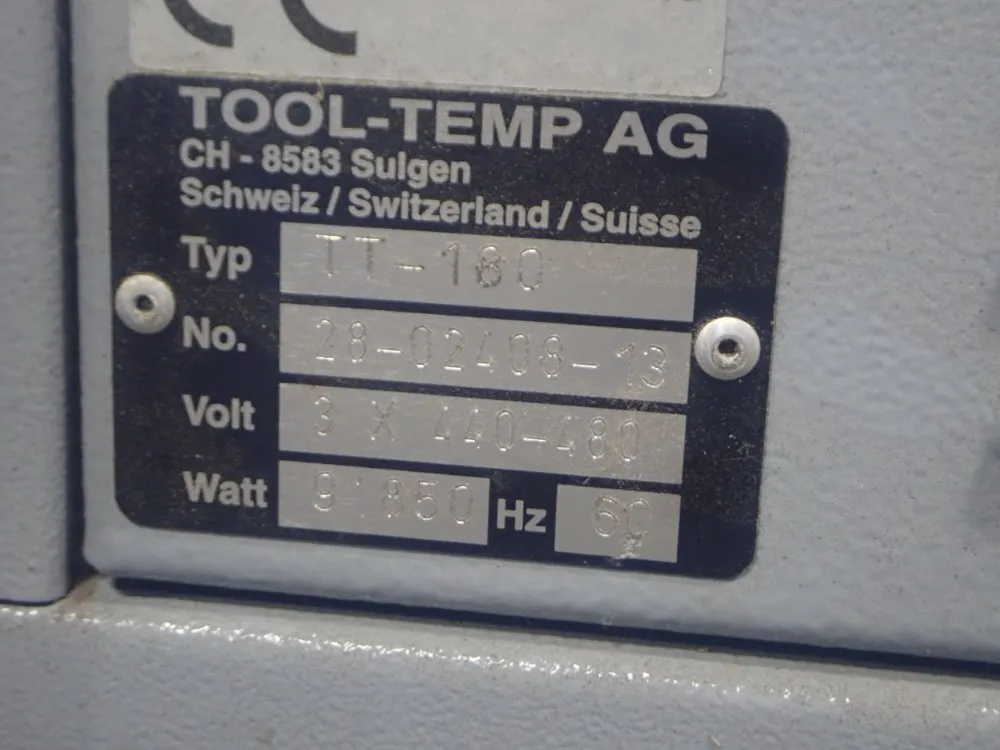 CE
TOOL-TEMP AG
CH - 8583 Sulgen
Schweiz / Switzerland / Suisse
Typ TT-180
No. 28-02408-13
Volt 3 X 440-480
Watt 9'850 Hz 60